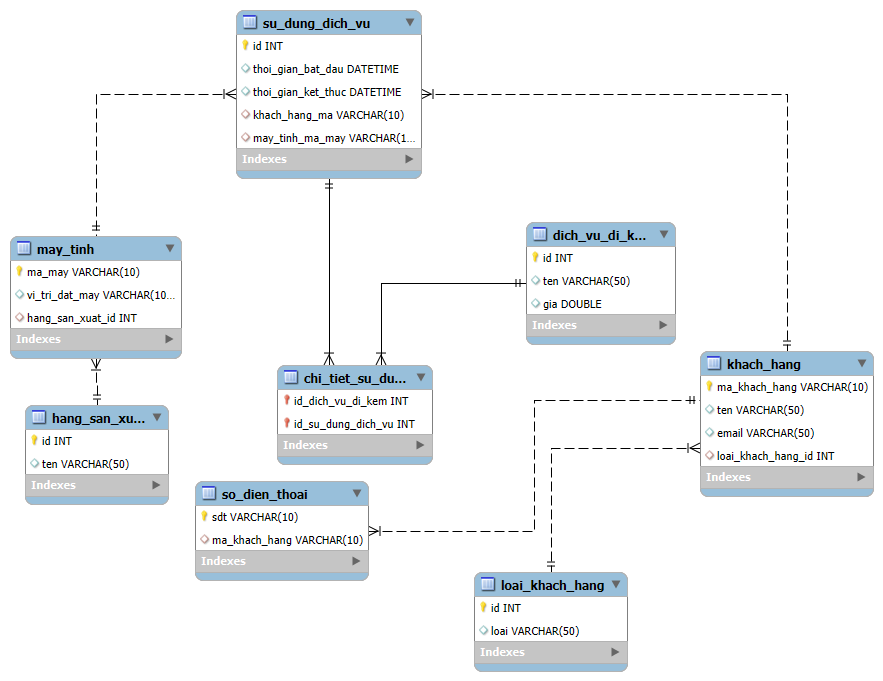 su_dung_dich_vu
id INT
thoi_gian_bat_dau DATETIME
thoi_gian_ket_thuc DATETIME
khach_hang_ma VARCHAR(10)
may_tinh_ma_may VARCHAR(1...
Indexes
may_tinh
ma_may VARCHAR(10)
vi_tri_dat_may VARCHAR(10...
hang_san_xuat_id INT
Indexes
dich_vu_di_k...
id INT
ten VARCHAR(50)
gia DOUBLE
Indexes
khach_hang
ma_khach_hang VARCHAR(10)
ten VARCHAR(50)
email VARCHAR(50)
loai_khach_hang_id INT
Indexes
chi_tiet_su_du...
id_dich_vu_di_kem INT
id_su_dung_dich_vu INT
Indexes
hang_san_xu...
id INT
ten VARCHAR(50)
Indexes
so_dien_thoai
sdt VARCHAR(10)
ma_khach_hang VARCHAR(10)
Indexes
loai_khach_hang
id INT
loai VARCHAR(50)
Indexes